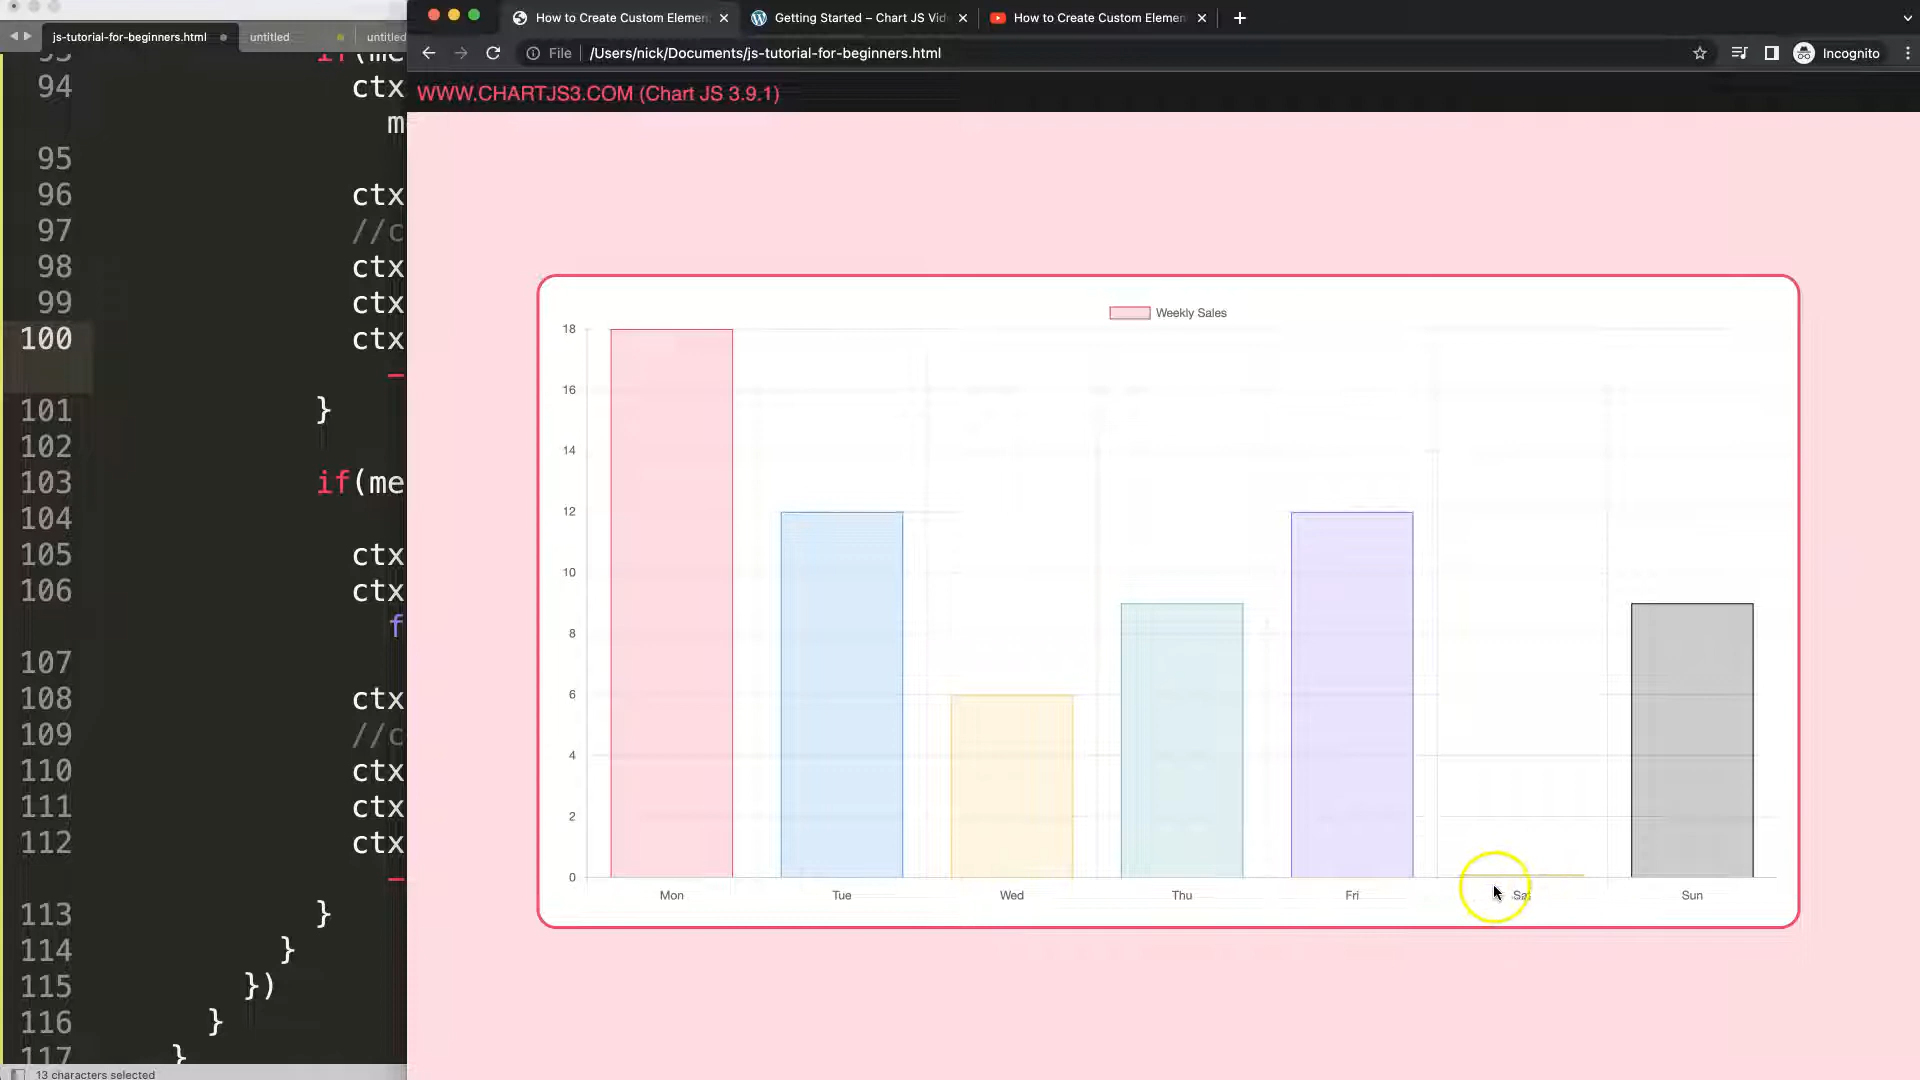 js-tutorial-for-beginners.html
untitled
untitled
94 ctx
m
95
96 ctx
97 //c
98 ctx
99 ctx
100 ctx
101 }
102
103 if(me
104
105 ctx
106 ctx
f
107
108 ctx
109 //c
110 ctx
111 ctx
112 ctx
113 }
114 }
115 })
116 }
117 }
13 characters selected
How to Create Custom Elemen
Getting Started – Chart JS Vid
How to Create Custom Elemen
File
/Users/nick/Documents/js-tutorial-for-beginners.html
Incognito
WWW.CHARTJS3.COM (Chart JS 3.9.1)
Weekly Sales
18
16
14
12
10
8
6
4
2
0
Mon Tue Wed Thu Fri Sat Sun